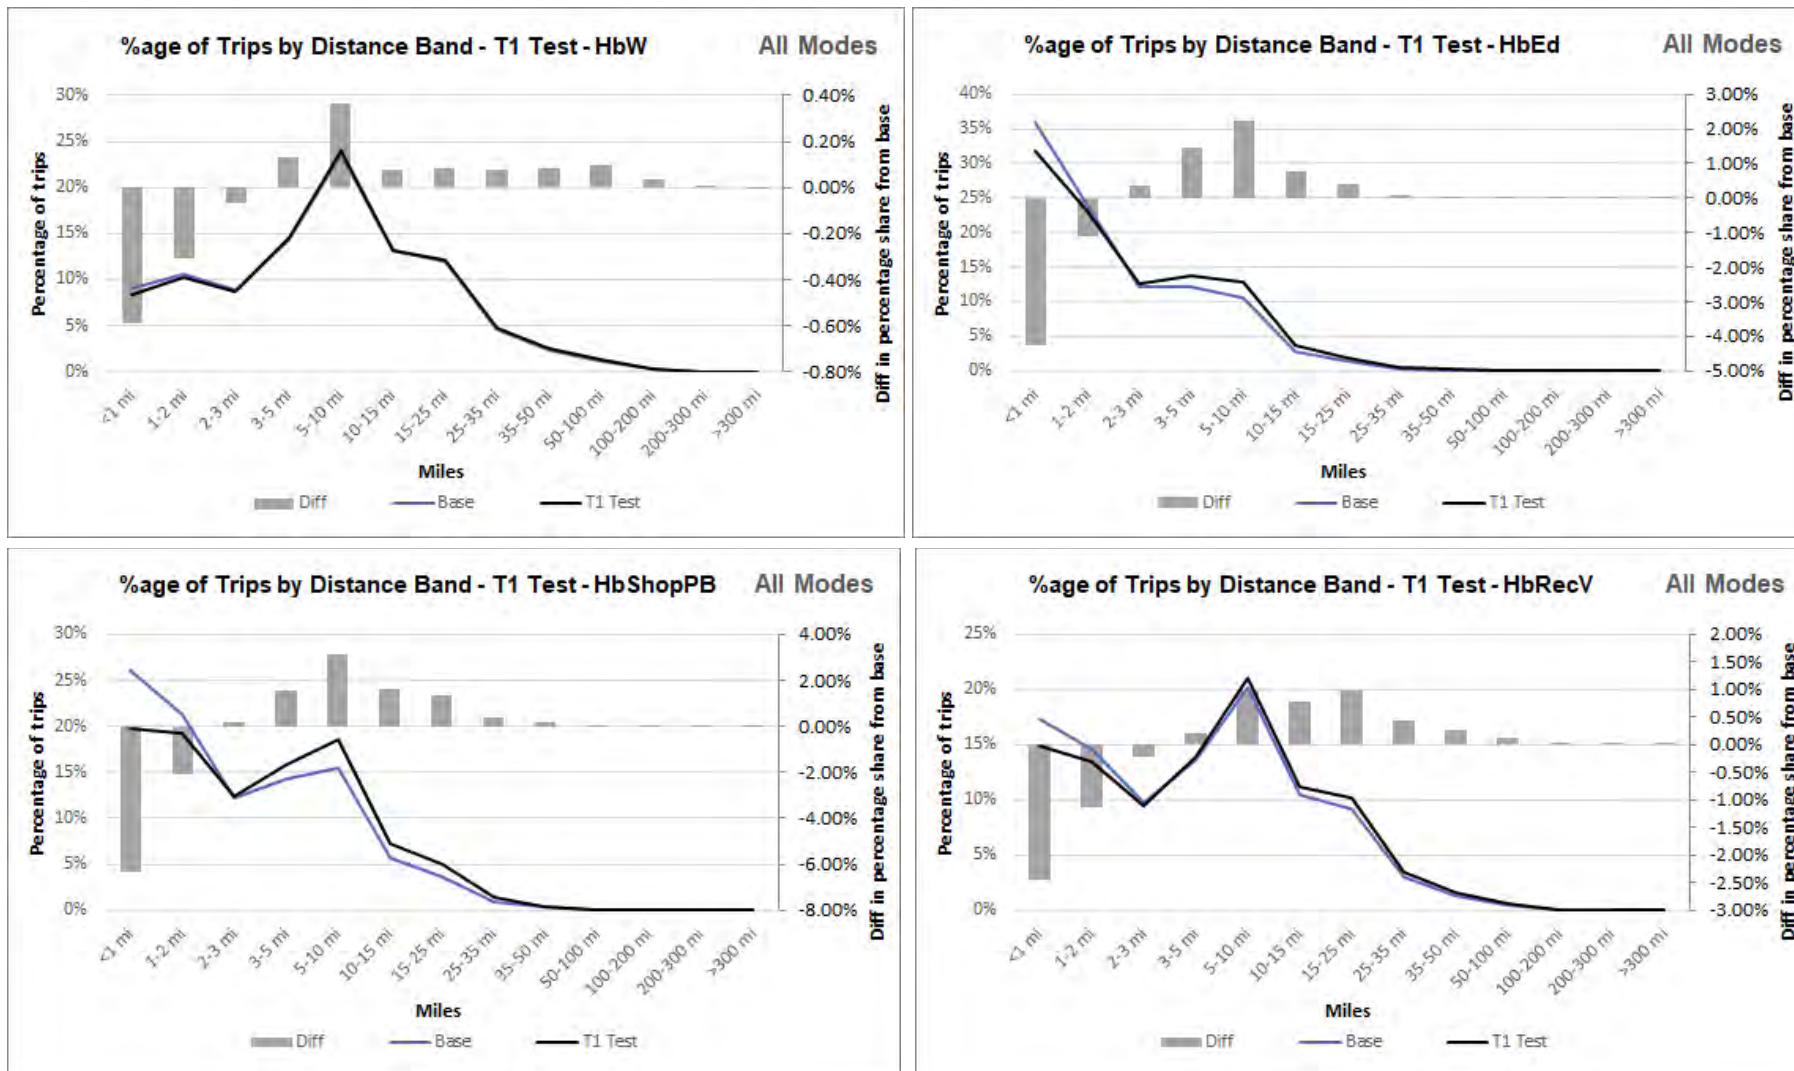 %age of Trips by Distance Band - T1 Test - HbW All Modes
Percentage of trips
30%
25%
20%
15%
10%
5%
0%
0.40%
0.20%
0.00%
-0.20%
-0.40%
-0.60%
-0.80%
Diff in percentage share from base
<1 mi
1-2 mi
2-3 mi
3-5 mi
5-10 mi
10-15 mi
15-25 mi
25-35 mi
35-50 mi
50-100 mi
100-200 mi
200-300 mi
>300 mi
Miles
Diff Base T1 Test
%age of Trips by Distance Band - T1 Test - HbEd All Modes
Percentage of trips
40%
35%
30%
25%
20%
15%
10%
5%
0%
3.00%
2.00%
1.00%
0.00%
-1.00%
-2.00%
-3.00%
-4.00%
-5.00%
Diff in percentage share from base
<1 mi
1-2 mi
2-3 mi
3-5 mi
5-10 mi
10-15 mi
15-25 mi
25-35 mi
35-50 mi
50-100 mi
100-200 mi
200-300 mi
>300 mi
Miles
Diff Base T1 Test
%age of Trips by Distance Band - T1 Test - HbShopPB All Modes
Percentage of trips
30%
25%
20%
15%
10%
5%
0%
4.00%
2.00%
0.00%
-2.00%
-4.00%
-6.00%
-8.00%
Diff in percentage share from base
<1 mi
1-2 mi
2-3 mi
3-5 mi
5-10 mi
10-15 mi
15-25 mi
25-35 mi
35-50 mi
50-100 mi
100-200 mi
200-300 mi
>300 mi
Miles
Diff Base T1 Test
%age of Trips by Distance Band - T1 Test - HbRecV All Modes
Percentage of trips
25%
20%
15%
10%
5%
0%
2.00%
1.50%
1.00%
0.50%
0.00%
-0.50%
-1.00%
-1.50%
-2.00%
-2.50%
-3.00%
Diff in percentage share from base
<1 mi
1-2 mi
2-3 mi
3-5 mi
5-10 mi
10-15 mi
15-25 mi
25-35 mi
35-50 mi
50-100 mi
100-200 mi
200-300 mi
>300 mi
Miles
Diff Base T1 Test